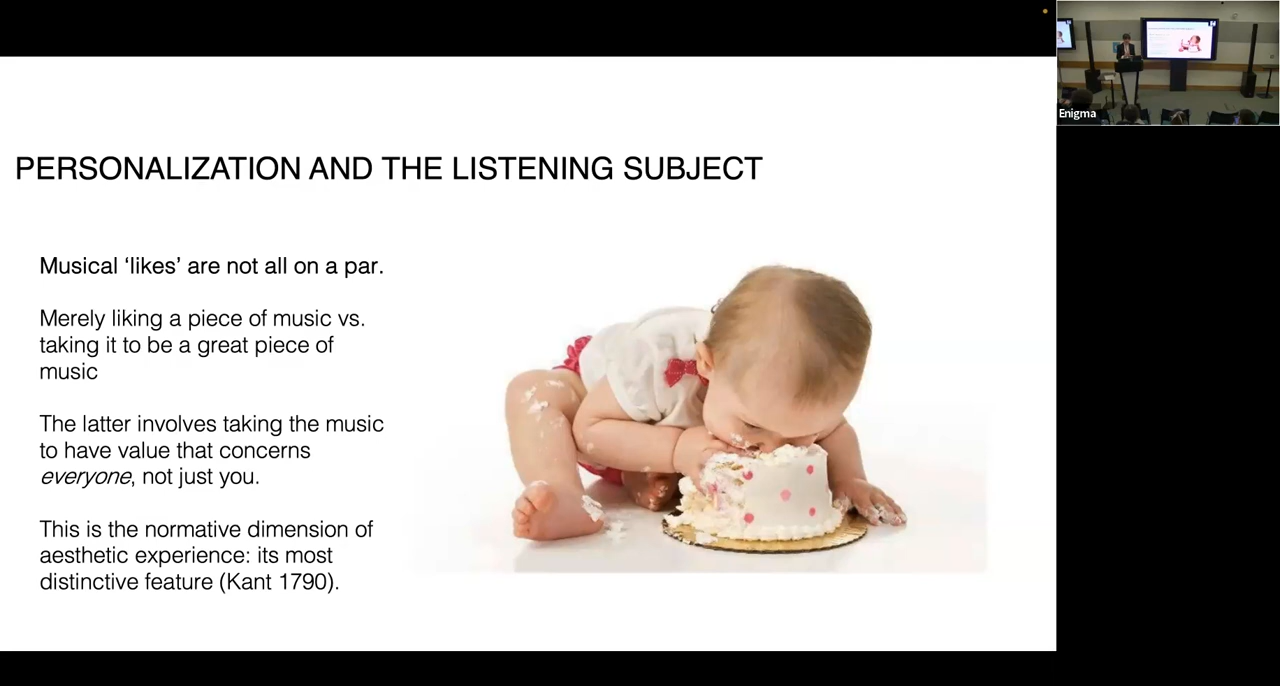 PERSONALIZATION AND THE LISTENING SUBJECT
Musical ‘likes’ are not all on a par.
Merely liking a piece of music vs.
taking it to be a great piece of
music
The latter involves taking the music
to have value that concerns
everyone, not just you.
This is the normative dimension of
aesthetic experience: its most
distinctive feature (Kant 1790).
Enigma